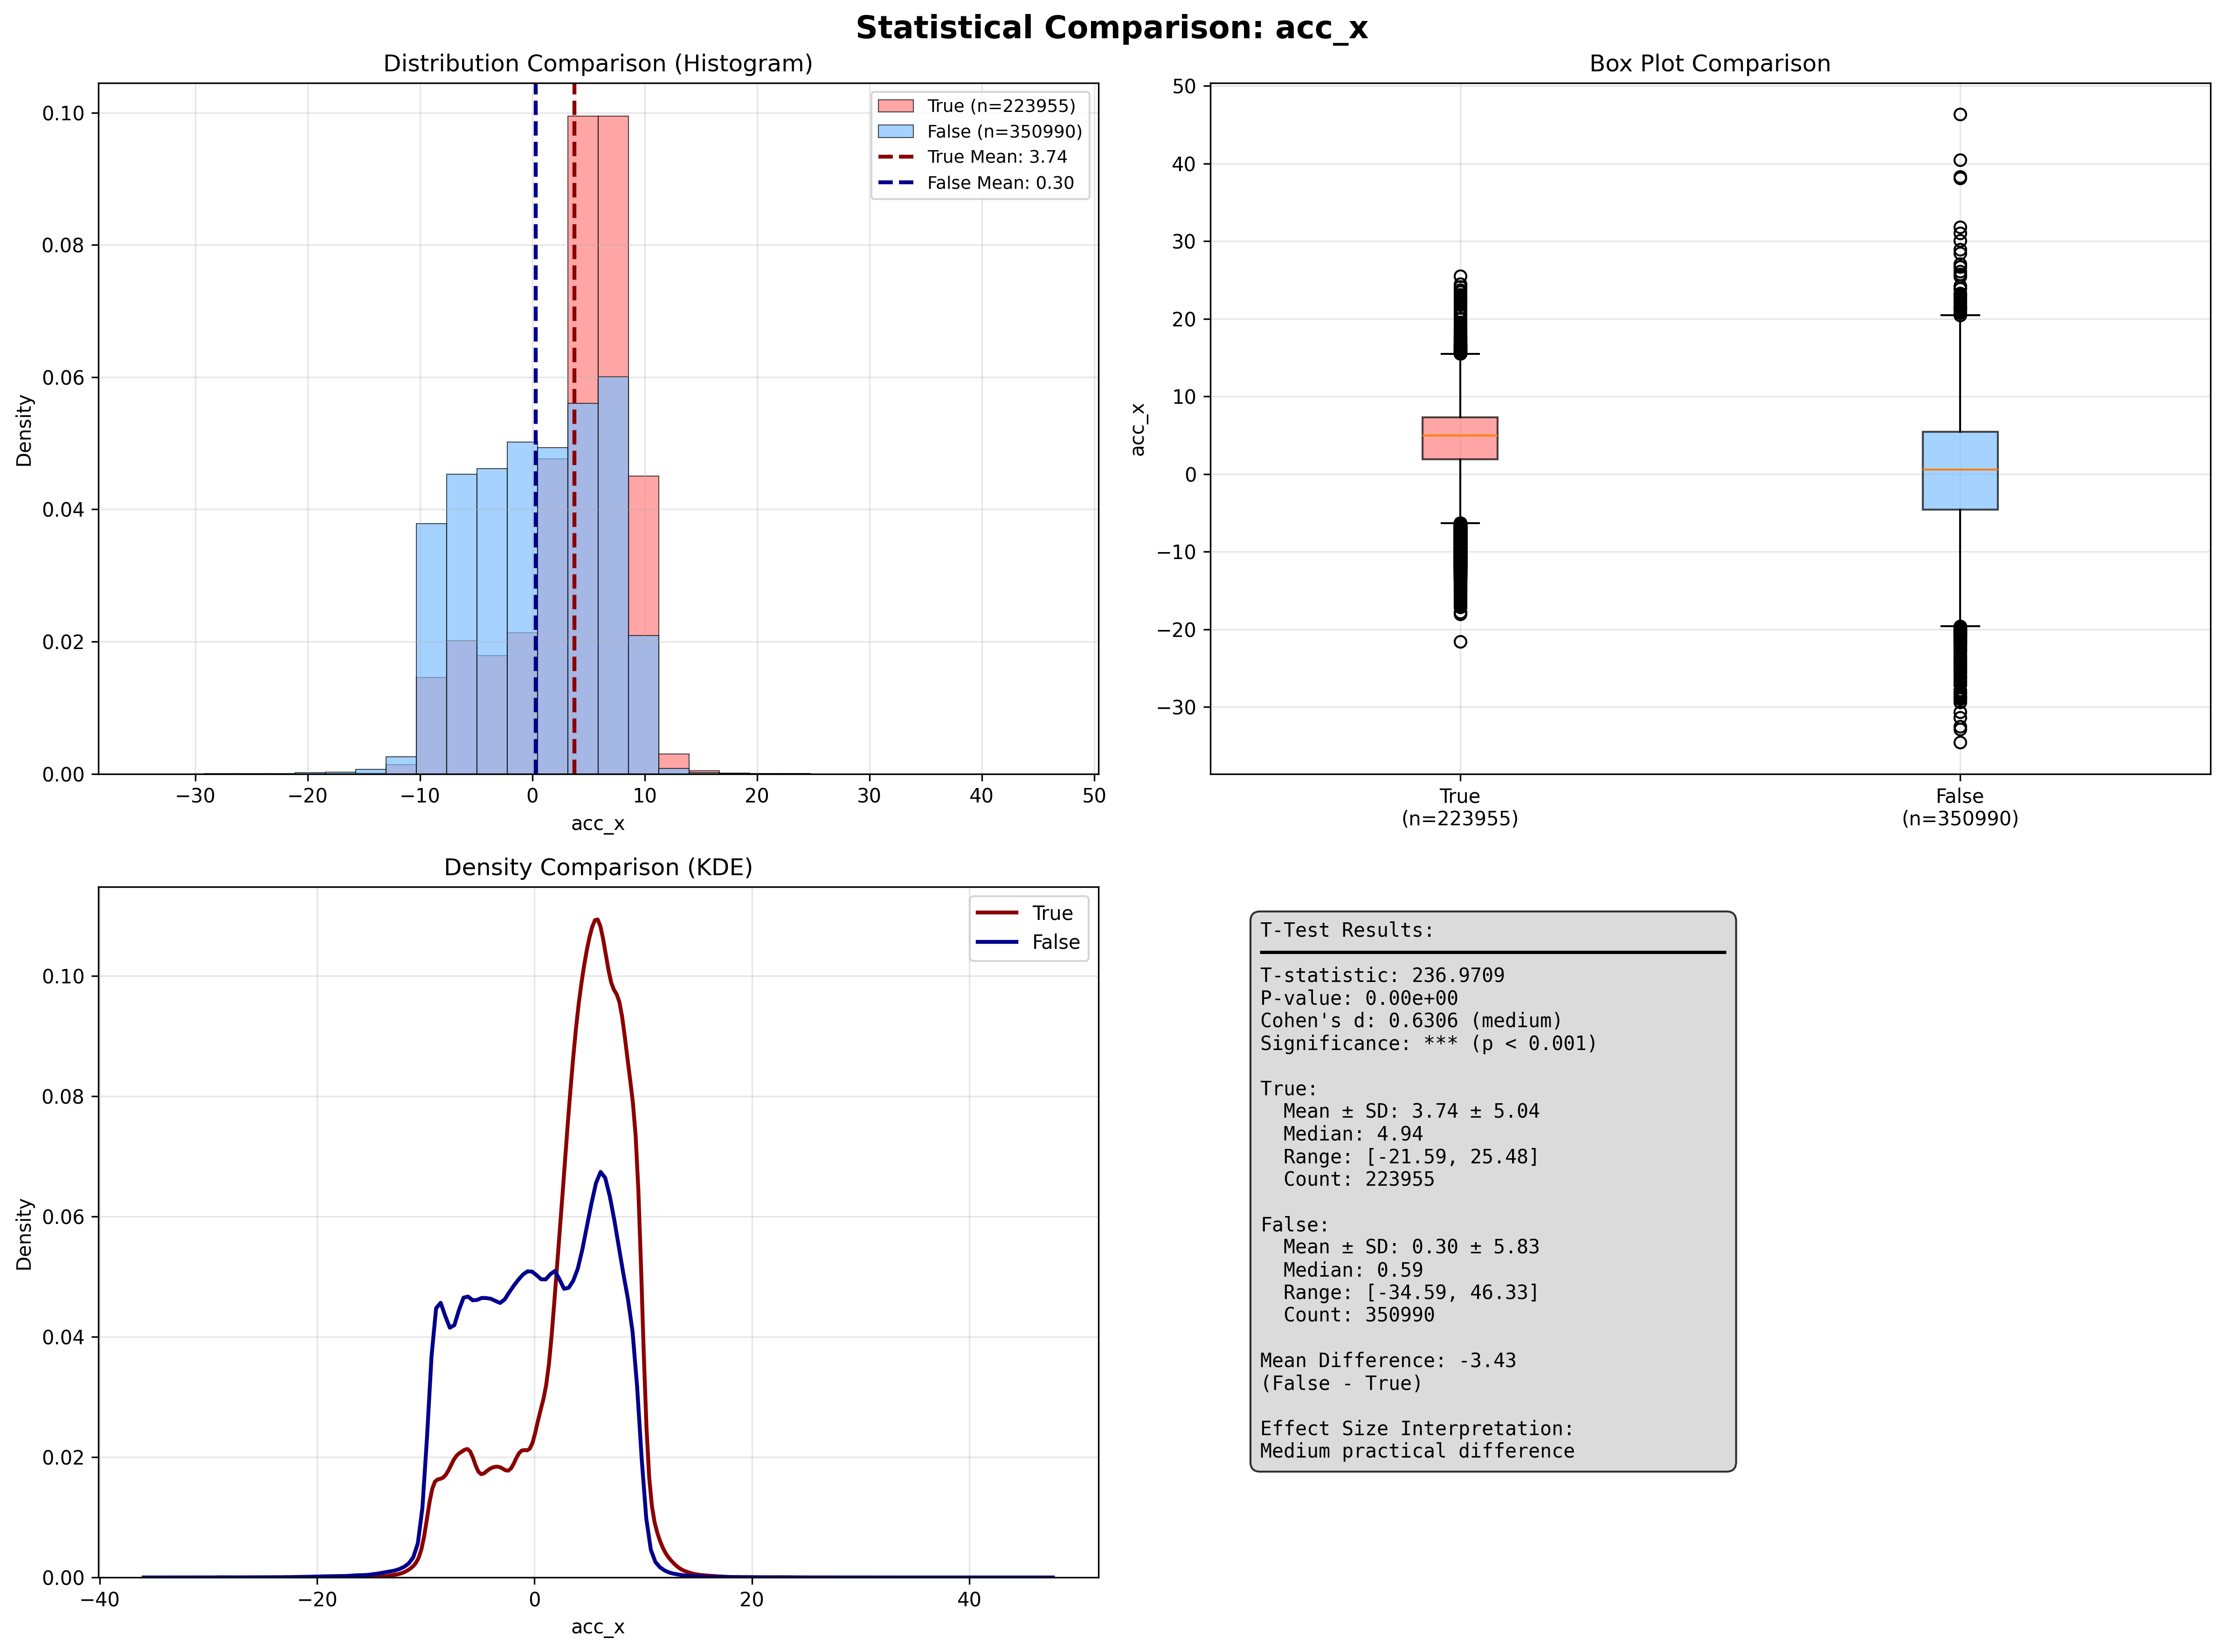 Statistical Comparison: acc_x
Distribution Comparison (Histogram)
Density
0.10
0.08
0.06
0.04
0.02
0.00
True (n=223955)
False (n=350990)
True Mean: 3.74
False Mean: 0.30
−30
−20
−10
0
10
20
30
40
50
acc_x
Box Plot Comparison
acc_x
50
40
30
20
10
0
−10
−20
−30
True
(n=223955)
False
(n=350990)
Density Comparison (KDE)
Density
0.10
0.08
0.06
0.04
0.02
0.00
True
False
−40
−20
0
20
40
acc_x
T-Test Results:
T-statistic: 236.9709
P-value: 0.00e+00
Cohen's d: 0.6306 (medium)
Significance: *** (p < 0.001)
True:
Mean ± SD: 3.74 ± 5.04
Median: 4.94
Range: [-21.59, 25.48]
Count: 223955
False:
Mean ± SD: 0.30 ± 5.83
Median: 0.59
Range: [-34.59, 46.33]
Count: 350990
Mean Difference: -3.43
(False - True)
Effect Size Interpretation:
Medium practical difference